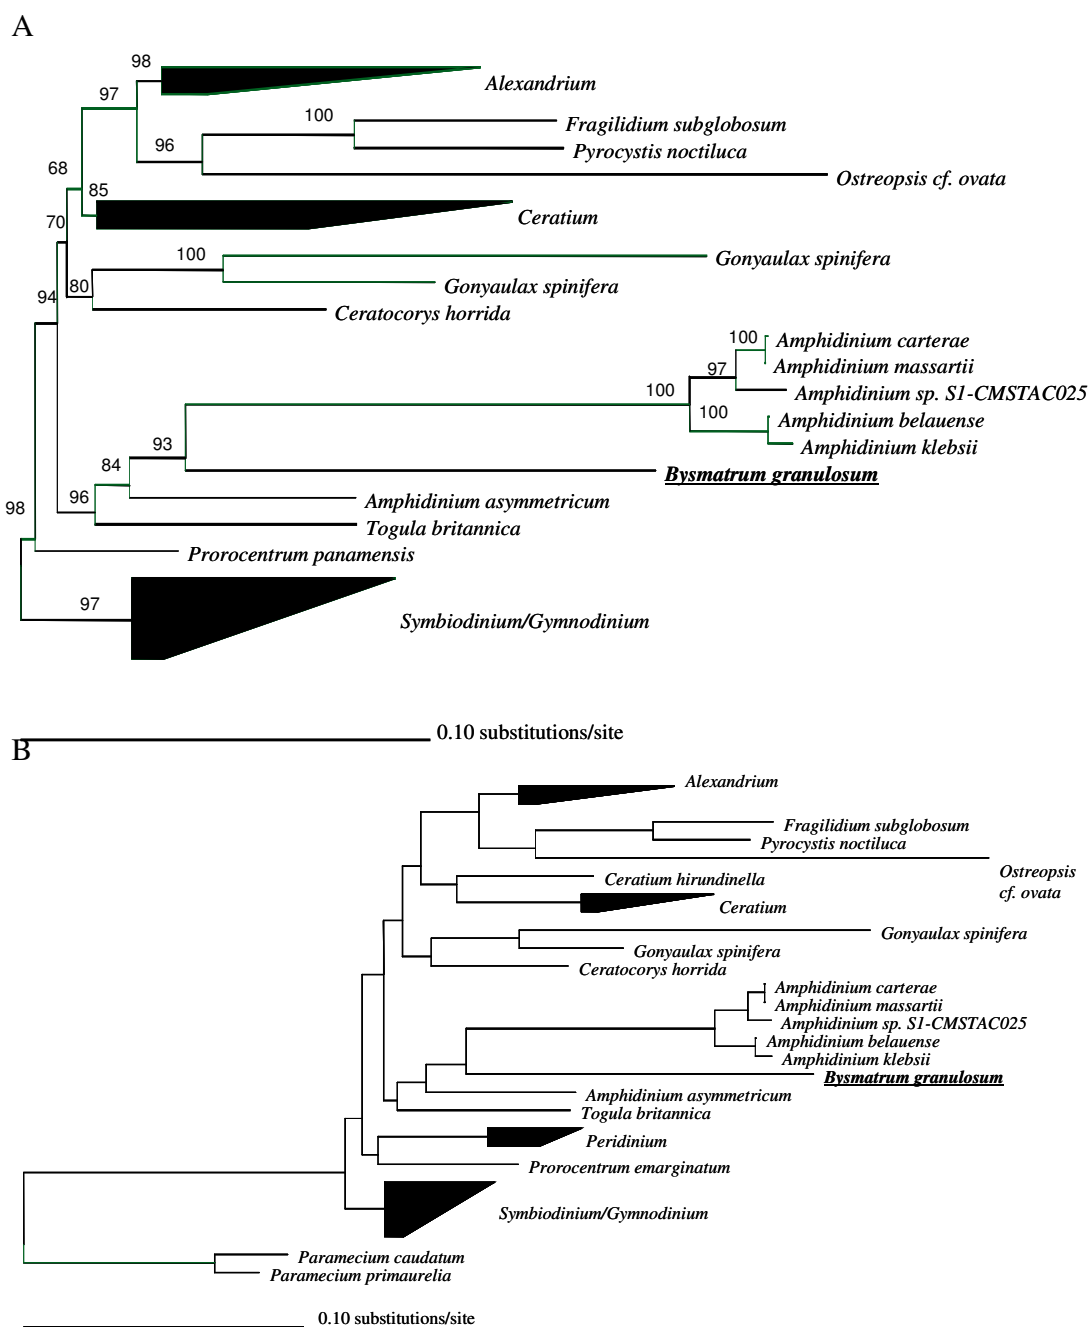 A
98
Alexandrium
97
100
Fragilidium subglobosum
96
Pyrocystis noctiluca
Ostreopsis cf. ovata
68
85
Ceratium
70
100
Gonyaulax spinifera
80
Gonyaulax spinifera
94
Ceratocorys horrida
100
Amphidinium carterae
97
Amphidinium massartii
100
Amphidinium sp. S1-CMSTAC025
100
Amphidinium belauense
93
Amphidinium klebsii
84
Bysmatrum granulosum
96
Amphidinium asymmetricum
98
Togula britannica
Prorocentrum panamensis
97
Symbiodinium/Gymnodinium
0.10 substitutions/site
B
Alexandrium
Fragilidium subglobosum
Pyrocystis noctiluca
Ostreopsis
cf. ovata
Ceratium hirundinella
Ceratium
Gonyaulax spinifera
Gonyaulax spinifera
Ceratocorys horrida
Amphidinium carterae
Amphidinium massartii
Amphidinium sp. S1-CMSTAC025
Amphidinium belauense
Amphidinium klebsii
Bysmatrum granulosum
Amphidinium asymmetricum
Togula britannica
Peridinium
Prorocentrum emarginatum
Symbiodinium/Gymnodinium
Paramecium caudatum
Paramecium primaurelia
0.10 substitutions/site